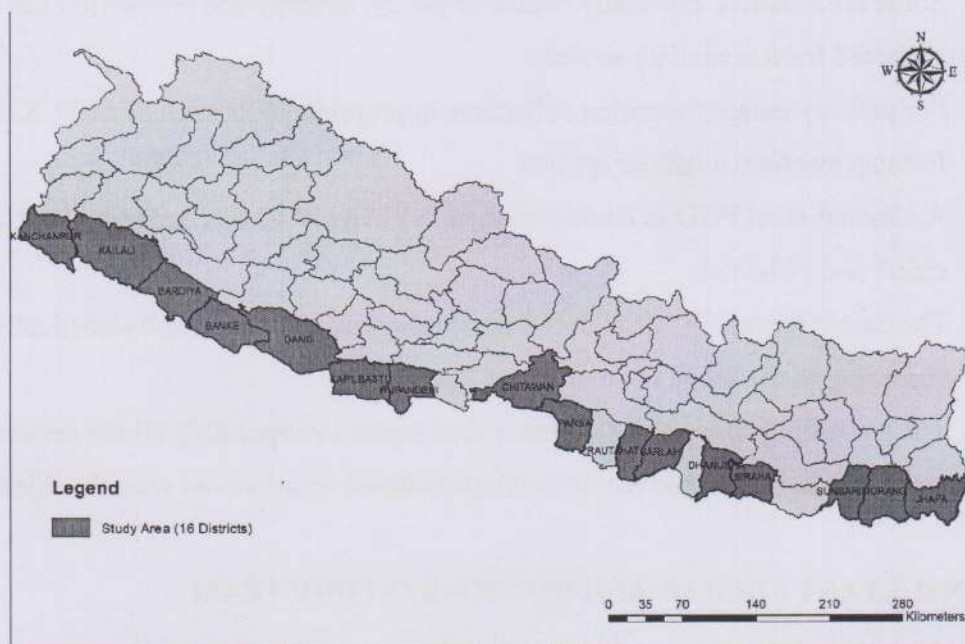 N
W E
S
KANCHANPUR
KAILALI
BARDIYA
BANKE
DANG
KAPILBASTU
RUPANDEHI
CHITAWAN
PARSA
RAUTAHAT
SARLAHI
DHANUSA
SIRAHA
SUNSARI
MORANG
JHAPA
Legend
Study Area (16 Districts)
0 35 70 140 210 280
Kilometers